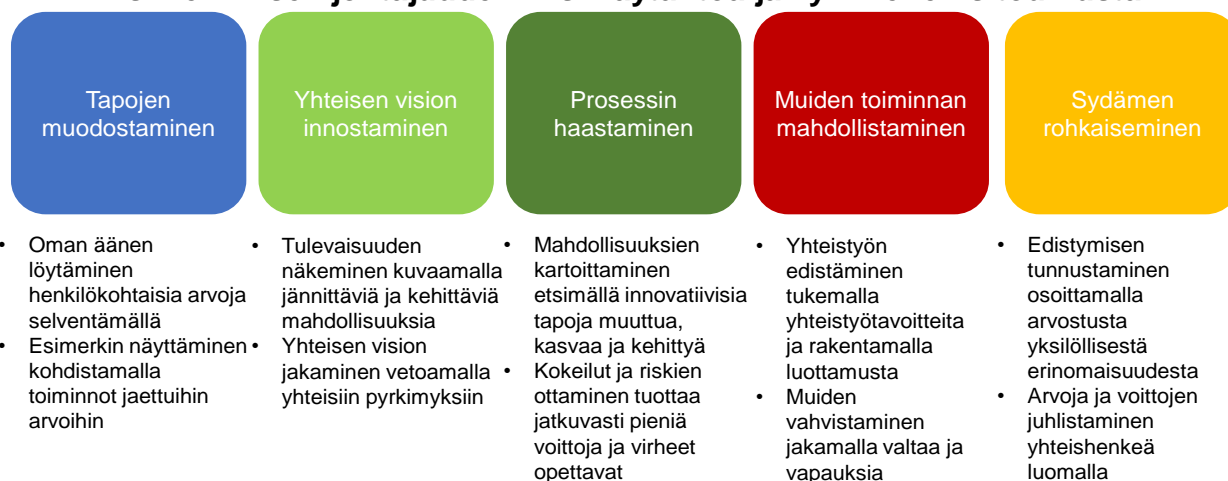 Tapojen
muodostaminen
Yhteisen vision
innostaminen
Prosessin
haastaminen
Muiden toiminnan
mahdollistaminen
Sydämen
rohkaiseminen
• Oman äänen
löytäminen
henkilökohtaisia arvoja
selventämällä
• Esimerkin näyttäminen
kohdistamalla
toiminnot jaettuihin
arvoihin
• Tulevaisuuden
näkeminen kuvaamalla
jännittäviä ja kehittäviä
mahdollisuuksia
• Yhteisen vision
jakaminen vetoamalla
yhteisiin pyrkimyksiin
• Mahdollisuuksien
kartoittaminen
etsimällä innovatiivisia
tapoja muuttua,
kasvaa ja kehittyä
• Kokeilut ja riskien
ottaminen tuottaa
jatkuvasti pieniä
voittoja ja virheet
opettavat
• Yhteistyön
edistäminen
tukemalla
yhteistyötavoitteita
ja rakentamalla
luottamusta
• Muiden
vahvistaminen
jakamalla valtaa ja
vapauksia
• Edistymisen
tunnustaminen
osoittamalla
arvostusta
yksilöllisestä
erinomaisuudesta
• Arvoja ja voittojen
juhlistaminen
yhteishenkeä
luomalla